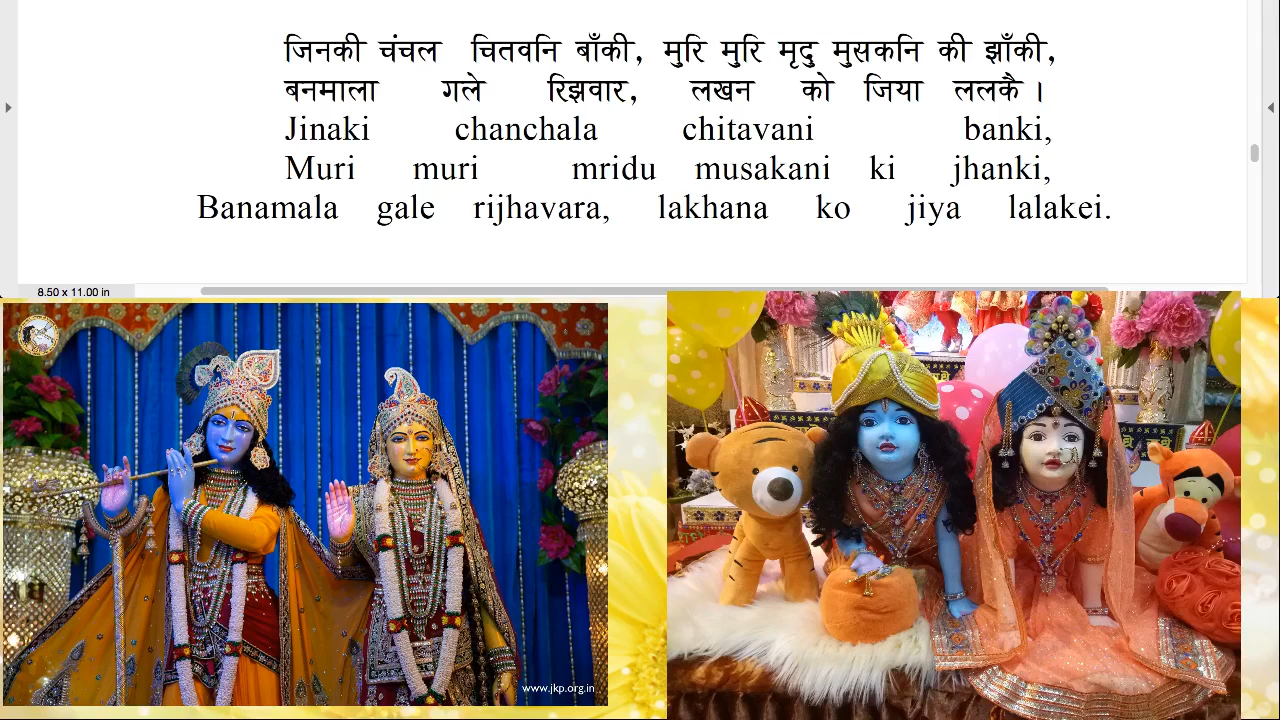 जिनकी चंचल चितवनि बाँकी, मुरि मुरि मृदु मुसकनि की झाँकी,
बनमाला गले रिझवार, लखन को जिया ललकै ।
Jinaki chanchala chitavani banki,
Muri muri mridu musakani ki jhanki,
Banamala gale rijhavara, lakhana ko jiya lalakei.
8.50 x 11.00 in
www.jkp.org.in